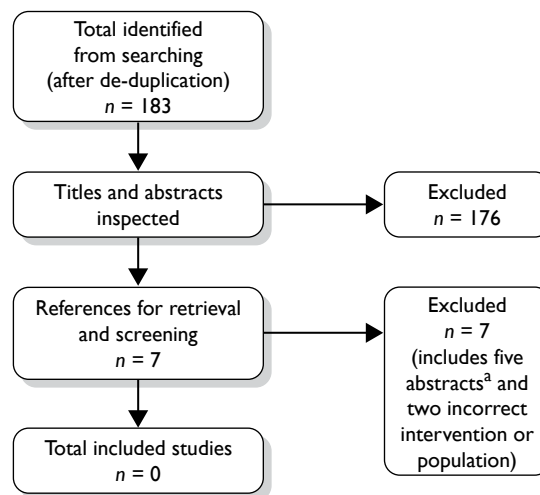 Total identified
from searching
(after de-duplication)
n = 183
Titles and abstracts
inspected
Excluded
n = 176
References for retrieval
and screening
n = 7
Excluded
n = 7
(includes five
abstractsᵃ and
two incorrect
intervention or
population)
Total included studies
n = 0